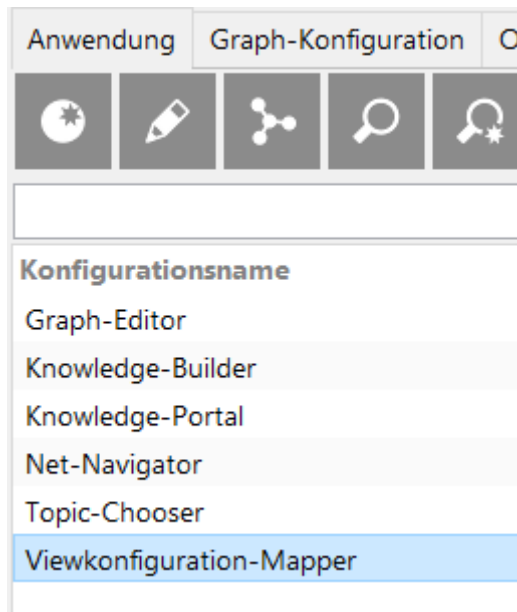 Anwendung Graph-Konfiguration
Konfigurationsname
Graph-Editor
Knowledge-Builder
Knowledge-Portal
Net-Navigator
Topic-Chooser
Viewkonfiguration-Mapper